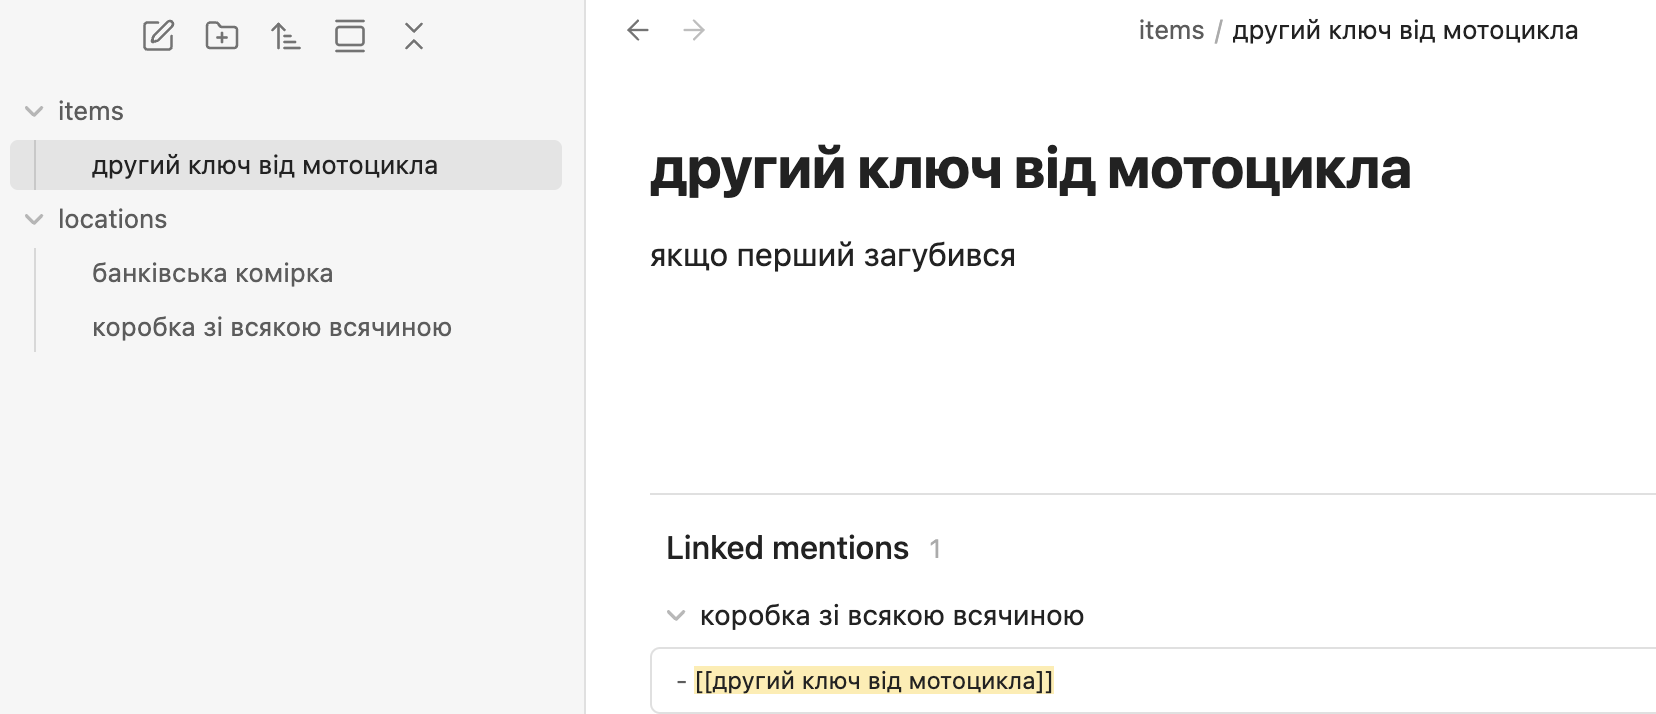 items
другий ключ від мотоцикла
locations
банківська комірка
коробка зі всякою всячиною
items / другий ключ від мотоцикла
другий ключ від мотоцикла
якщо перший загубився
Linked mentions 1
коробка зі всякою всячиною
- [[другий ключ від мотоцикла]]